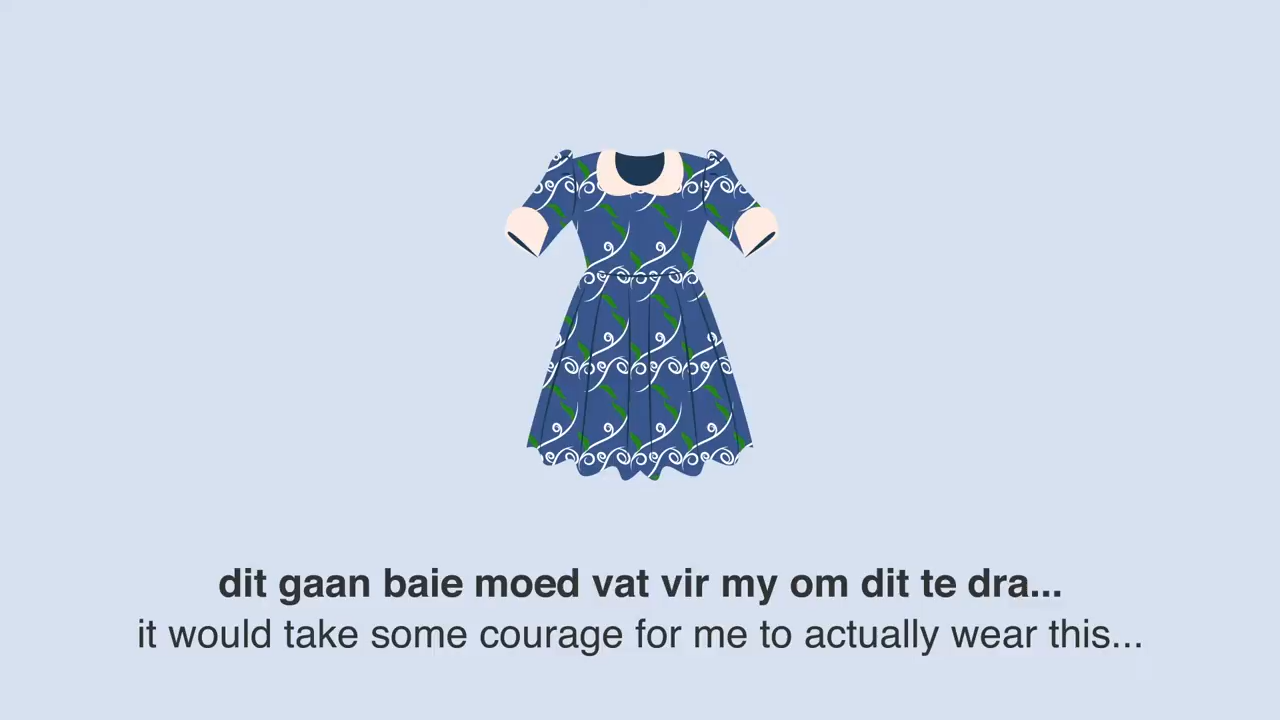 dit gaan baie moed vat vir my om dit te dra...
it would take some courage for me to actually wear this...